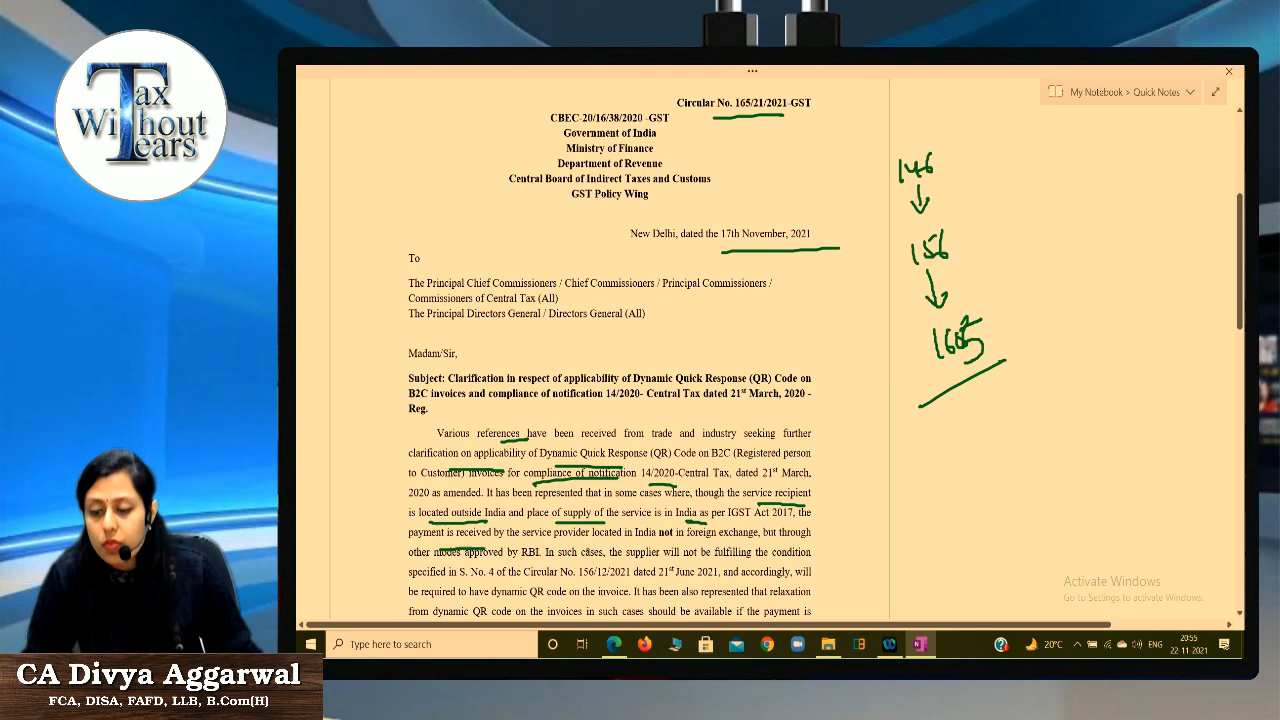 Tax
Without
Tears
Circular No. 165/21/2021-GST
CBEC-20/16/38/2020 -GST
Government of India
Ministry of Finance
Department of Revenue
Central Board of Indirect Taxes and Customs
GST Policy Wing
New Delhi, dated the 17th November, 2021
To
The Principal Chief Commissioners / Chief Commissioners / Principal Commissioners /
Commissioners of Central Tax (All)
The Principal Directors General / Directors General (All)
Madam/Sir,
Subject: Clarification in respect of applicability of Dynamic Quick Response (QR) Code on
B2C invoices and compliance of notification 14/2020- Central Tax dated 21st March, 2020 -
Reg.
Various references have been received from trade and industry seeking further
clarification on applicability of Dynamic Quick Response (QR) Code on B2C (Registered person
to Customer) invoices for compliance of notification 14/2020-Central Tax, dated 21st March,
2020 as amended. It has been represented that in some cases where, though the service recipient
is located outside India and place of supply of the service is in India as per IGST Act 2017, the
payment is received by the service provider located in India not in foreign exchange, but through
other modes approved by RBI. In such cases, the supplier will not be fulfilling the condition
specified in S. No. 4 of the Circular No. 156/12/2021 dated 21st June 2021, and accordingly, will
be required to have dynamic QR code on the invoice. It has been also represented that relaxation
from dynamic QR code on the invoices in such cases should be available if the payment is
My Notebook > Quick Notes
146
156
Activate Windows
Go to Settings to activate Windows.
Type here to search
20°C
ENG
20:55
22-11-2021
CA Divya Aggarwal
FCA, DISA, FAFD, LLB, B.Com(H)